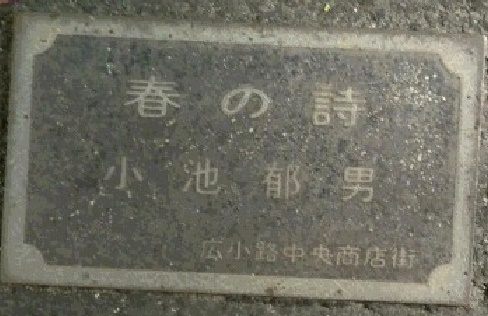 春の詩
小池郁男
広小路中央商店街